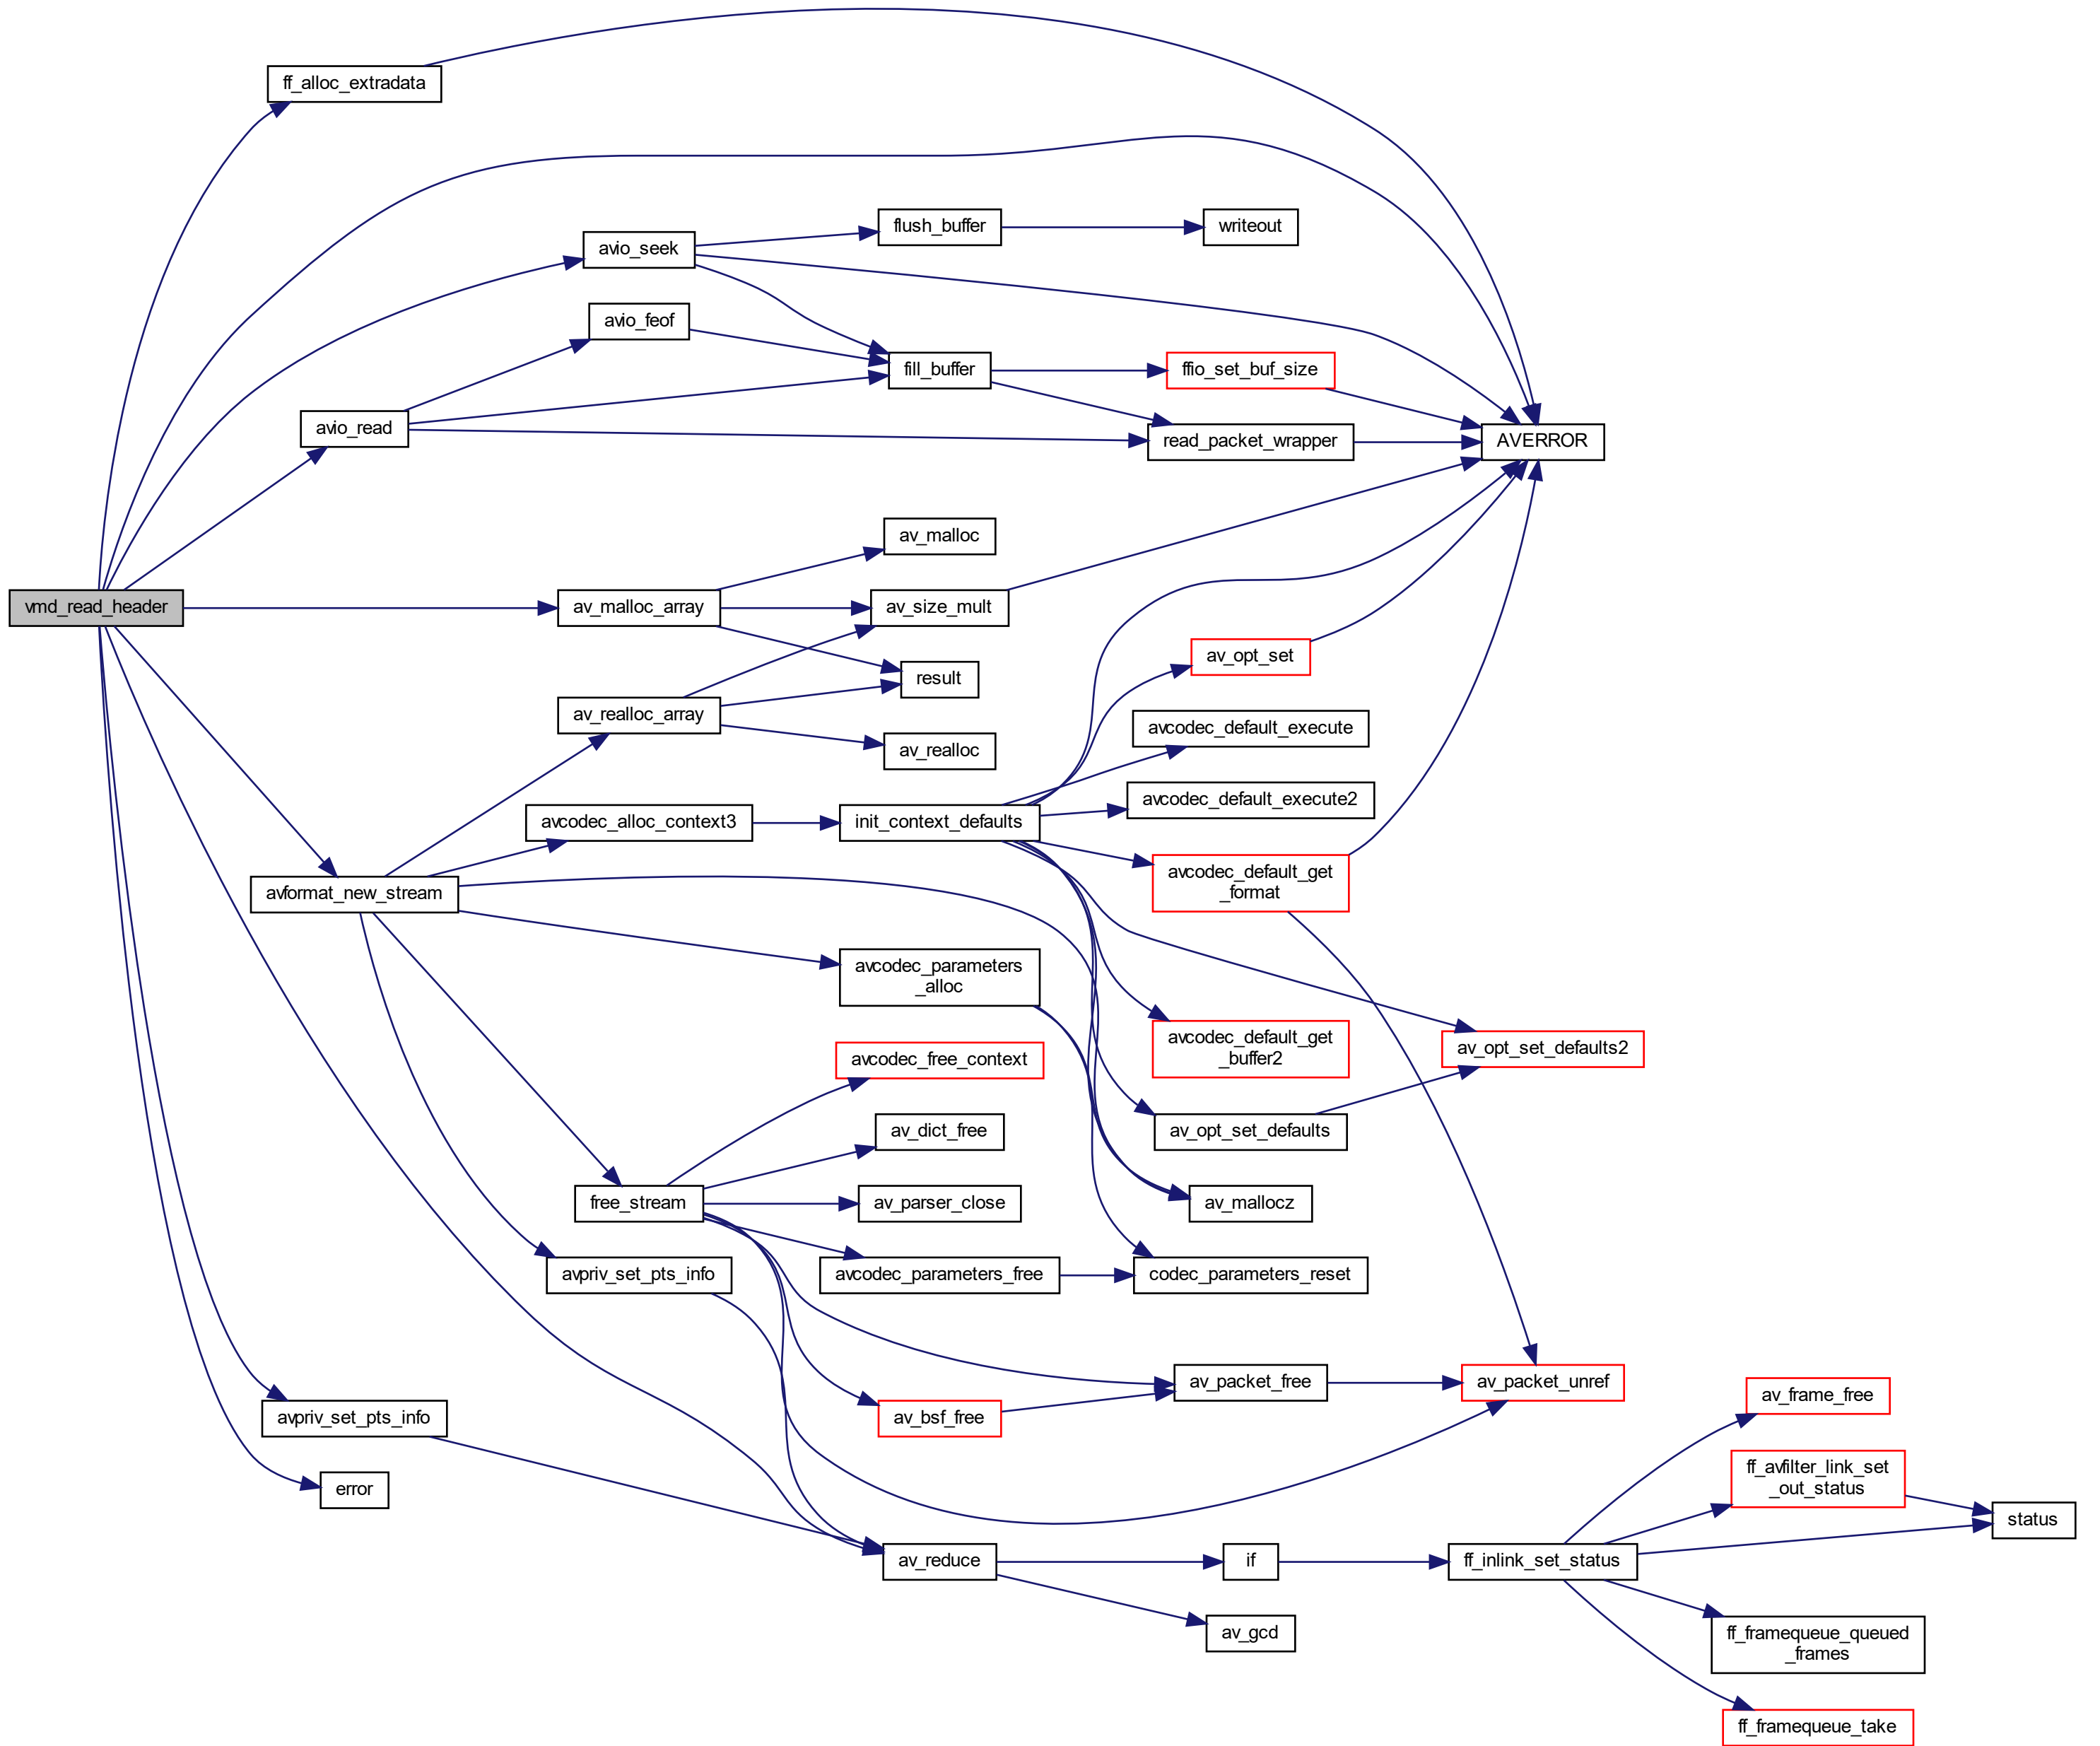 ff_alloc_extradata
flush_buffer
writeout
avio_seek
avio_feof
fill_buffer
ffio_set_buf_size
avio_read
read_packet_wrapper
AVERROR
av_malloc
vmd_read_header
av_malloc_array
av_size_mult
av_opt_set
result
av_realloc_array
avcodec_default_execute
av_realloc
avcodec_default_execute2
avcodec_alloc_context3
init_context_defaults
avcodec_default_get
_format
avformat_new_stream
avcodec_parameters
_alloc
avcodec_default_get
_buffer2
av_opt_set_defaults2
avcodec_free_context
av_dict_free
av_opt_set_defaults
free_stream
av_parser_close
av_mallocz
avpriv_set_pts_info
avcodec_parameters_free
codec_parameters_reset
av_packet_free
av_packet_unref
av_frame_free
avpriv_set_pts_info
av_bsf_free
ff_avfilter_link_set
_out_status
error
status
av_reduce
if
ff_inlink_set_status
av_gcd
ff_framequeue_queued
_frames
ff_framequeue_take